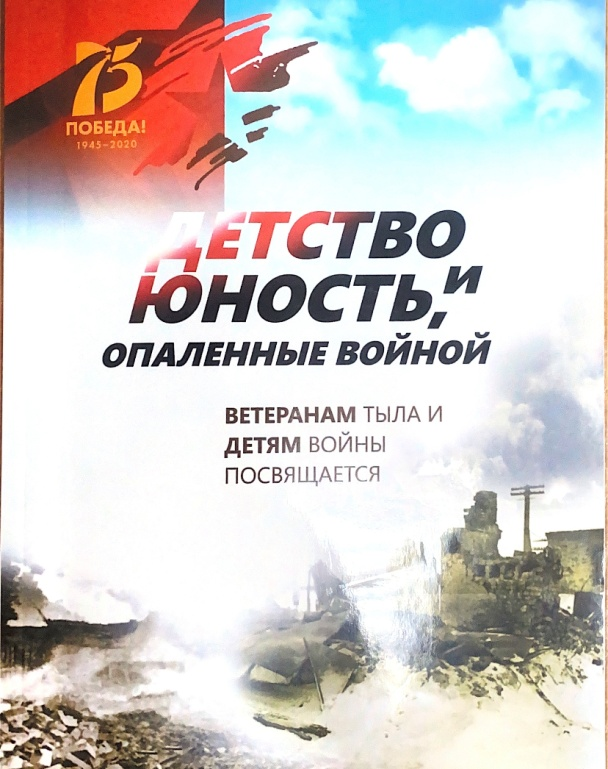 75
ПОБЕДА!
1945–2020
ДЕТСТВО
И
ЮНОСТЬ,
ОПАЛЕННЫЕ ВОЙНОЙ
ВЕТЕРАНАМ ТЫЛА И
ДЕТЯМ ВОЙНЫ
ПОСВЯЩАЕТСЯ